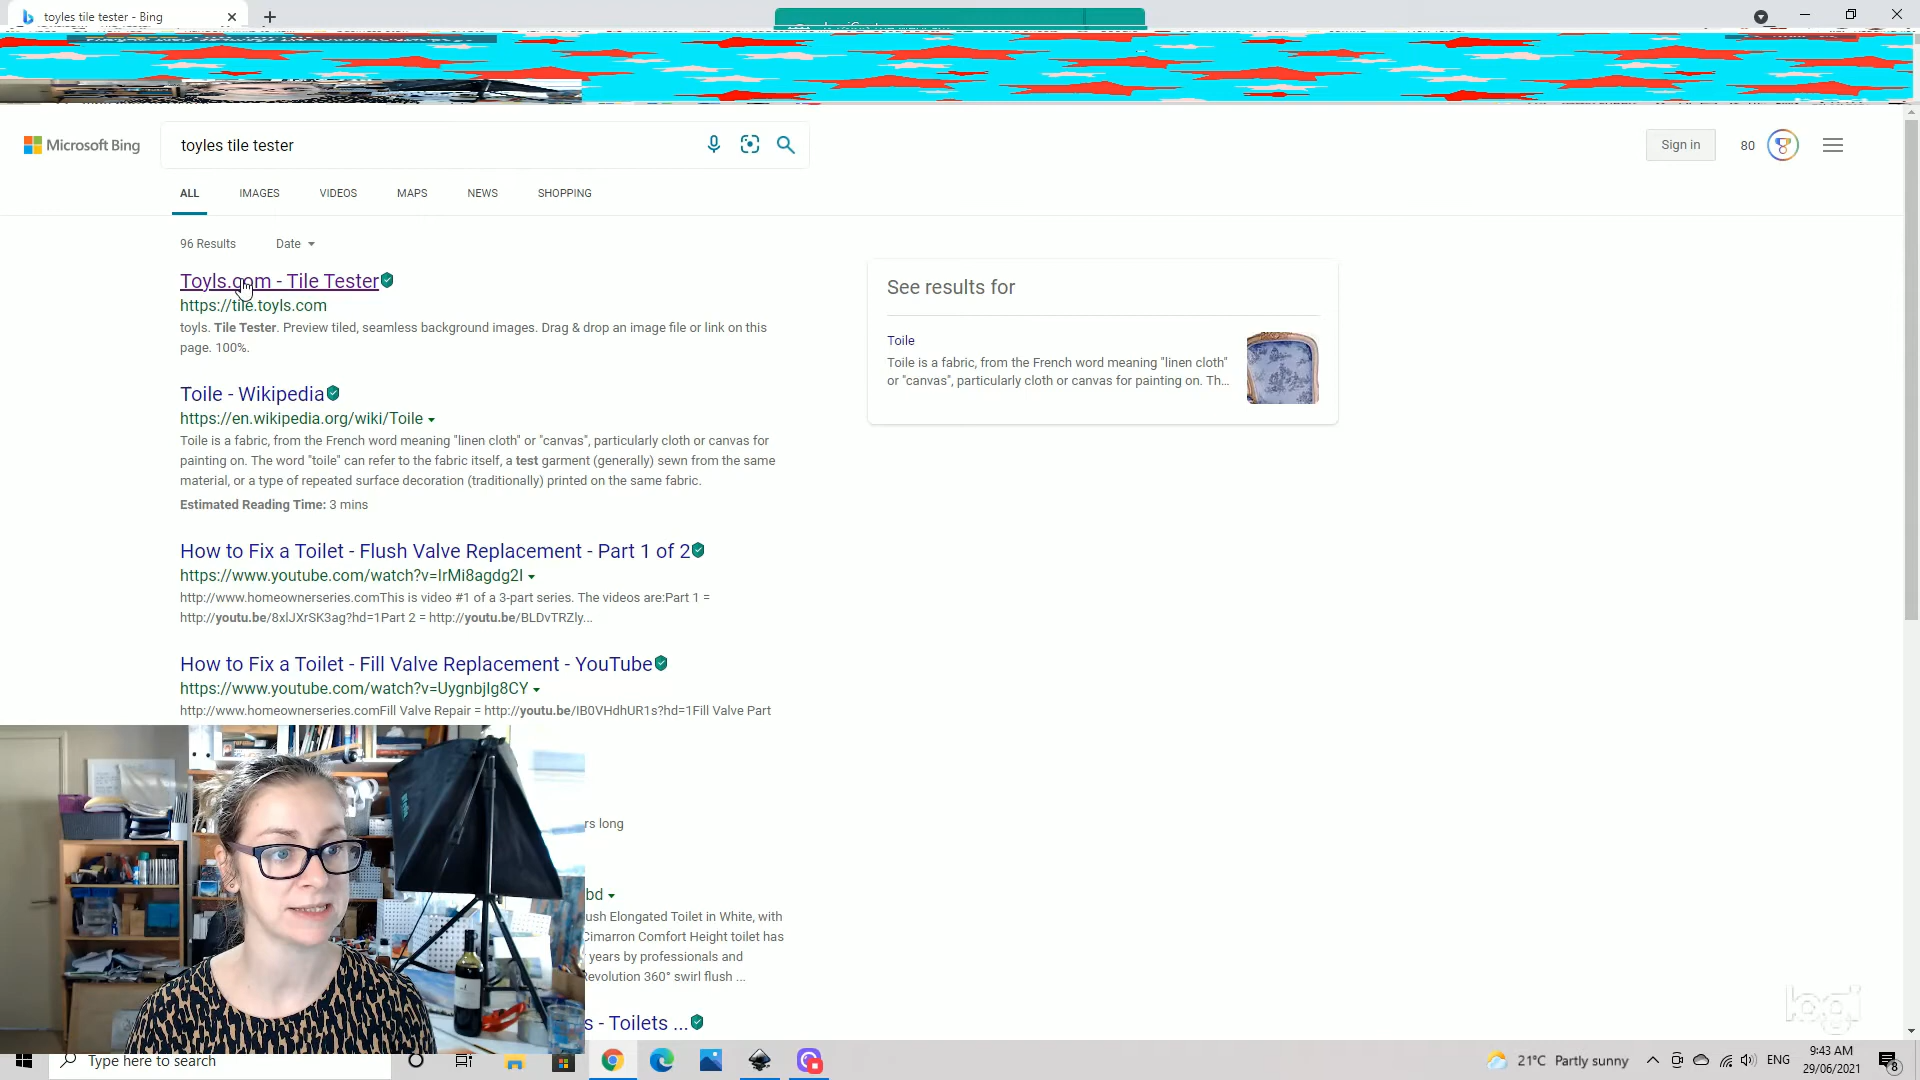 toyles tile tester - Bing
Microsoft Bing
toyles tile tester
Sign in
80
ALL
IMAGES
VIDEOS
MAPS
NEWS
SHOPPING
96 Results
Date
Toyls.com - Tile Tester
https://tile.toyls.com
toyls. Tile Tester. Preview tiled, seamless background images. Drag & drop an image file or link on this
page. 100%.
See results for
Toile
Toile is a fabric, from the French word meaning "linen cloth"
or "canvas", particularly cloth or canvas for painting on. Th...
Toile - Wikipedia
https://en.wikipedia.org/wiki/Toile
Toile is a fabric, from the French word meaning "linen cloth" or "canvas", particularly cloth or canvas for
painting on. The word "toile" can refer to the fabric itself, a test garment (generally) sewn from the same
material, or a type of repeated surface decoration (traditionally) printed on the same fabric.
Estimated Reading Time: 3 mins
How to Fix a Toilet - Flush Valve Replacement - Part 1 of 2
https://www.youtube.com/watch?v=IrMi8agdg2I
http://www.homeownerseries.comThis is video #1 of a 3-part series. The videos are:Part 1 =
http://youtu.be/8xlJXrSK3ag?hd=1Part 2 = http://youtu.be/BLDvTRZly...
How to Fix a Toilet - Fill Valve Replacement - YouTube
https://www.youtube.com/watch?v=UygnbjIg8CY
http://www.homeownerseries.comFill Valve Repair = http://youtu.be/IB0VHdhUR1s?hd=1Fill Valve Part
rs long
bd
ush Elongated Toilet in White, with
Cimarron Comfort Height toilet has
years by professionals and
Revolution 360° swirl flush ...
s - Toilets ...
logi
Type here to search
21°C Partly sunny
ENG
9:43 AM
29/06/2021
8